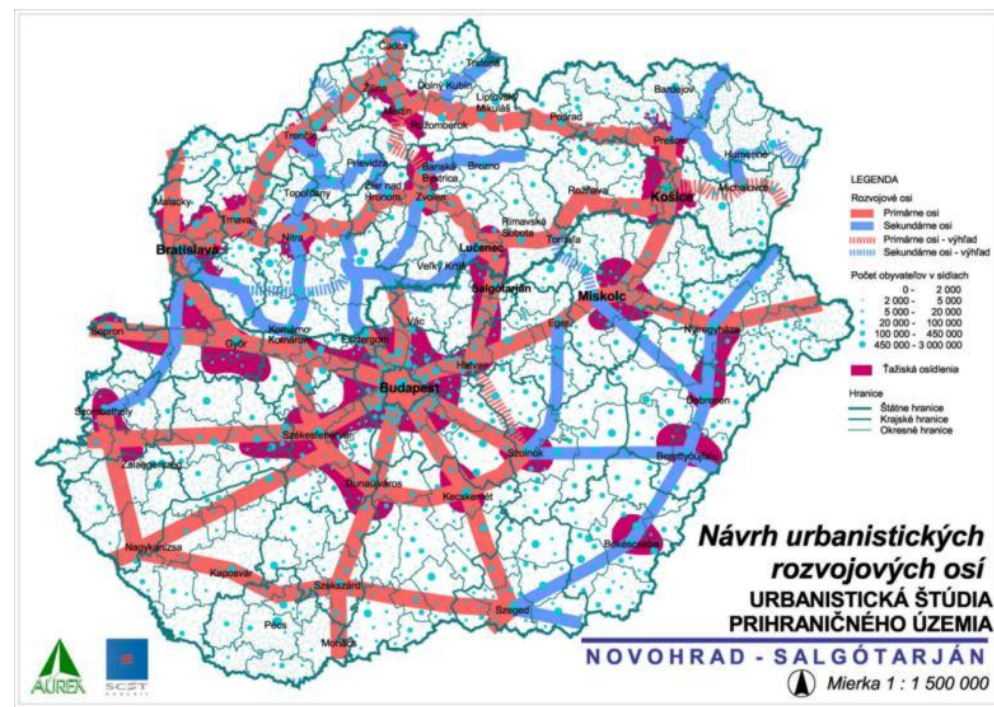 Čadca
Trstená
Žilina
Dolný Kubín
Bardejov
Martin
Liptovský
Mikuláš
Poprad
Ružomberok
Prešov
Trenčín
Humenné
Prievidza
Banská
Bystrica
Brezno
Michalovce
Topoľčany
Žiar nad
Hronom
Rožňava
Košice
Malacky
Zvolen
Trnava
Rimavská
Sobota
Nitra
Lučenec
Tornaľa
Bratislava
Veľký Krtíš
Salgótarján
Miskolc
Vác
Eger
Sopron
Komárno
Komárom
Esztergom
Nyíregyháza
Győr
Hatvan
Budapest
Debrecen
Szombathely
Székesfehérvár
Szolnok
Berettyóújfalu
Zalaegerszeg
Dunaújváros
Kecskemét
Békéscsaba
Nagykanizsa
Kaposvár
Szekszárd
Szeged
Pécs
Mohács
LEGENDA
Rozvojové osi
Primárne osi
Sekundárne osi
Primárne osi - výhľad
Sekundárne osi - výhľad
Počet obyvateľov v sídlach
0 - 2 000
2 000 - 5 000
5 000 - 20 000
20 000 - 100 000
100 000 - 450 000
450 000 - 3 000 000
Ťažiská osídlenia
Hranice
Štátne hranice
Krajské hranice
Okresné hranice
Návrh urbanistických
rozvojových osí
URBANISTICKÁ ŠTÚDIA
PRIHRANIČNÉHO ÚZEMIA
NOVOHRAD - SALGÓTARJÁN
Mierka 1 : 1 500 000
AUREX
SCET